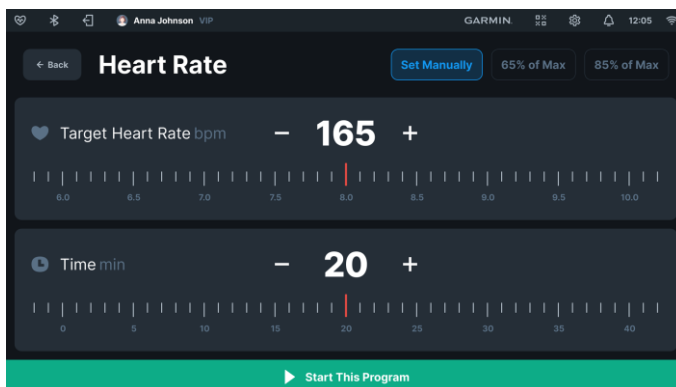 Anna Johnson VIP GARMIN. 12:05
← Back Heart Rate Set Manually 65% of Max 85% of Max
Target Heart Rate bpm − 165 +
6.0 6.5 7.0 7.5 8.0 8.5 9.0 9.5 10.0
Time min − 20 +
0 5 10 15 20 25 30 35 40
Start This Program